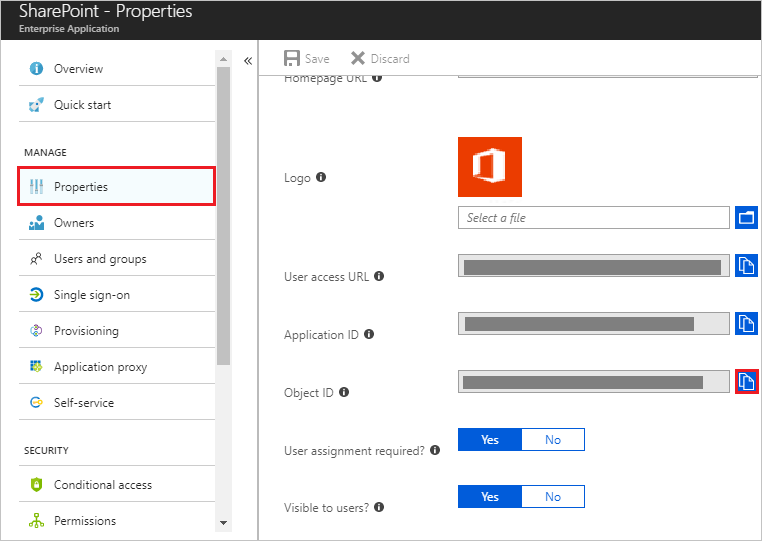 SharePoint - Properties
Enterprise Application
Overview
Quick start
MANAGE
Properties
Owners
Users and groups
Single sign-on
Provisioning
Application proxy
Self-service
SECURITY
Conditional access
Permissions
Save Discard
Homepage URL
Logo
Select a file
User access URL
Application ID
Object ID
User assignment required? Yes No
Visible to users? Yes No